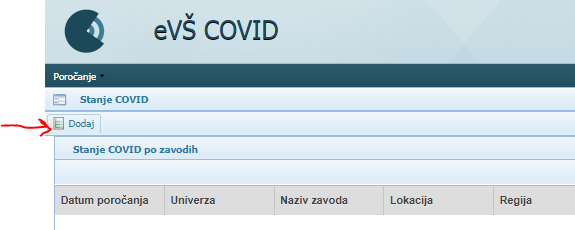 eVŠ COVID
Poročanje
Stanje COVID
Dodaj
Stanje COVID po zavodih
Datum poročanja Univerza Naziv zavoda Lokacija Regija